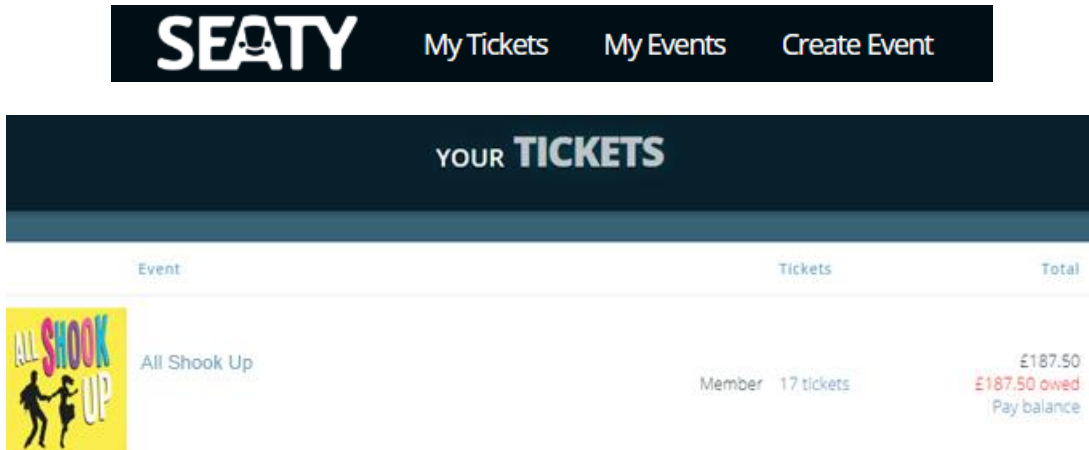 SEATY My Tickets My Events Create Event
YOUR TICKETS
Event Tickets Total
ALL SHOOK UP
All Shook Up
Member 17 tickets
£187.50
£187.50 owed
Pay balance